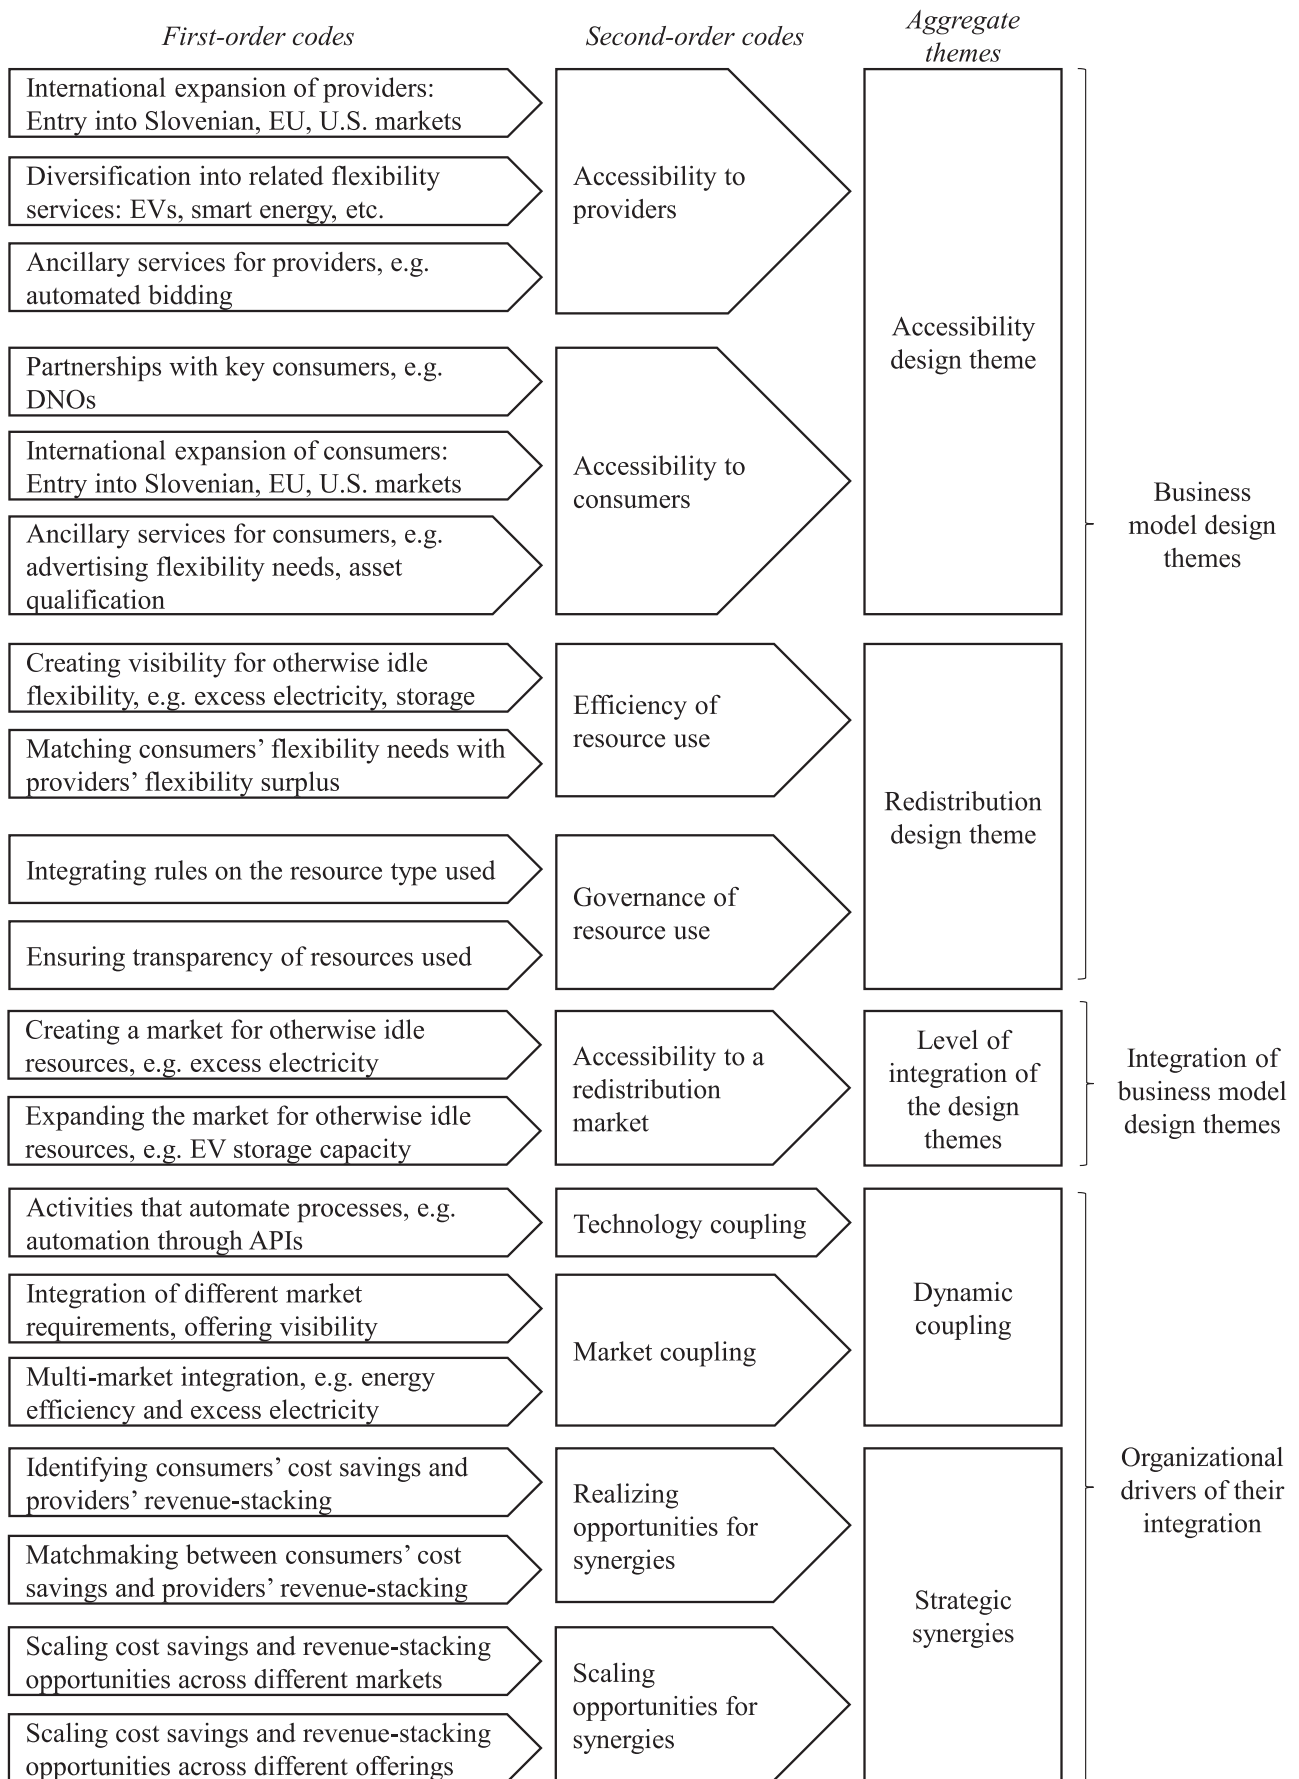 First-order codes
Second-order codes
Aggregate
themes
International expansion of providers:
Entry into Slovenian, EU, U.S. markets
Diversification into related flexibility
services: EVs, smart energy, etc.
Ancillary services for providers, e.g.
automated bidding
Accessibility to
providers
Partnerships with key consumers, e.g.
DNOs
International expansion of consumers:
Entry into Slovenian, EU, U.S. markets
Ancillary services for consumers, e.g.
advertising flexibility needs, asset
qualification
Accessibility to
consumers
Accessibility
design theme
Creating visibility for otherwise idle
flexibility, e.g. excess electricity, storage
Matching consumers’ flexibility needs with
providers’ flexibility surplus
Efficiency of
resource use
Integrating rules on the resource type used
Ensuring transparency of resources used
Governance of
resource use
Redistribution
design theme
Business
model design
themes
Creating a market for otherwise idle
resources, e.g. excess electricity
Expanding the market for otherwise idle
resources, e.g. EV storage capacity
Accessibility to a
redistribution
market
Level of
integration of
the design
themes
Integration of
business model
design themes
Activities that automate processes, e.g.
automation through APIs
Technology coupling
Integration of different market
requirements, offering visibility
Multi-market integration, e.g. energy
efficiency and excess electricity
Market coupling
Dynamic
coupling
Identifying consumers’ cost savings and
providers’ revenue-stacking
Matchmaking between consumers’ cost
savings and providers’ revenue-stacking
Realizing
opportunities for
synergies
Scaling cost savings and revenue-stacking
opportunities across different markets
Scaling cost savings and revenue-stacking
opportunities across different offerings
Scaling
opportunities for
synergies
Strategic
synergies
Organizational
drivers of their
integration